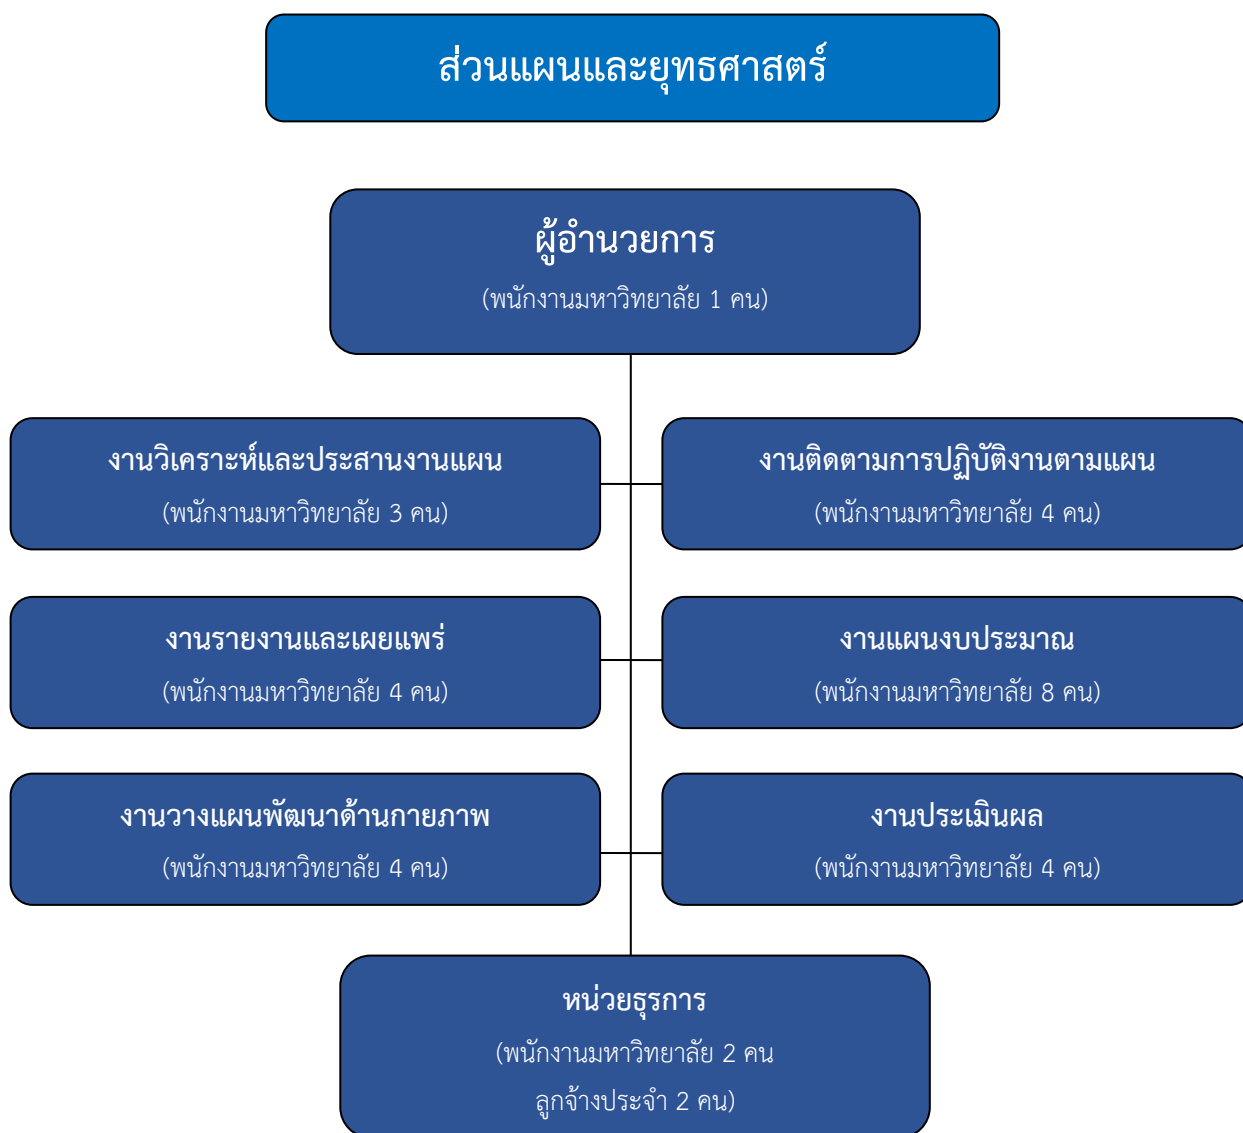 ส่วนแผนและยุทธศาสตร์
ผู้อำนวยการ
(พนักงานมหาวิทยาลัย 1 คน)
งานวิเคราะห์และประสานงานแผน
(พนักงานมหาวิทยาลัย 3 คน)
งานติดตามการปฏิบัติงานตามแผน
(พนักงานมหาวิทยาลัย 4 คน)
งานรายงานและเผยแพร่
(พนักงานมหาวิทยาลัย 4 คน)
งานแผนงบประมาณ
(พนักงานมหาวิทยาลัย 8 คน)
งานวางแผนพัฒนาด้านกายภาพ
(พนักงานมหาวิทยาลัย 4 คน)
งานประเมินผล
(พนักงานมหาวิทยาลัย 4 คน)
หน่วยธุรการ
(พนักงานมหาวิทยาลัย 2 คน
ลูกจ้างประจำ 2 คน)